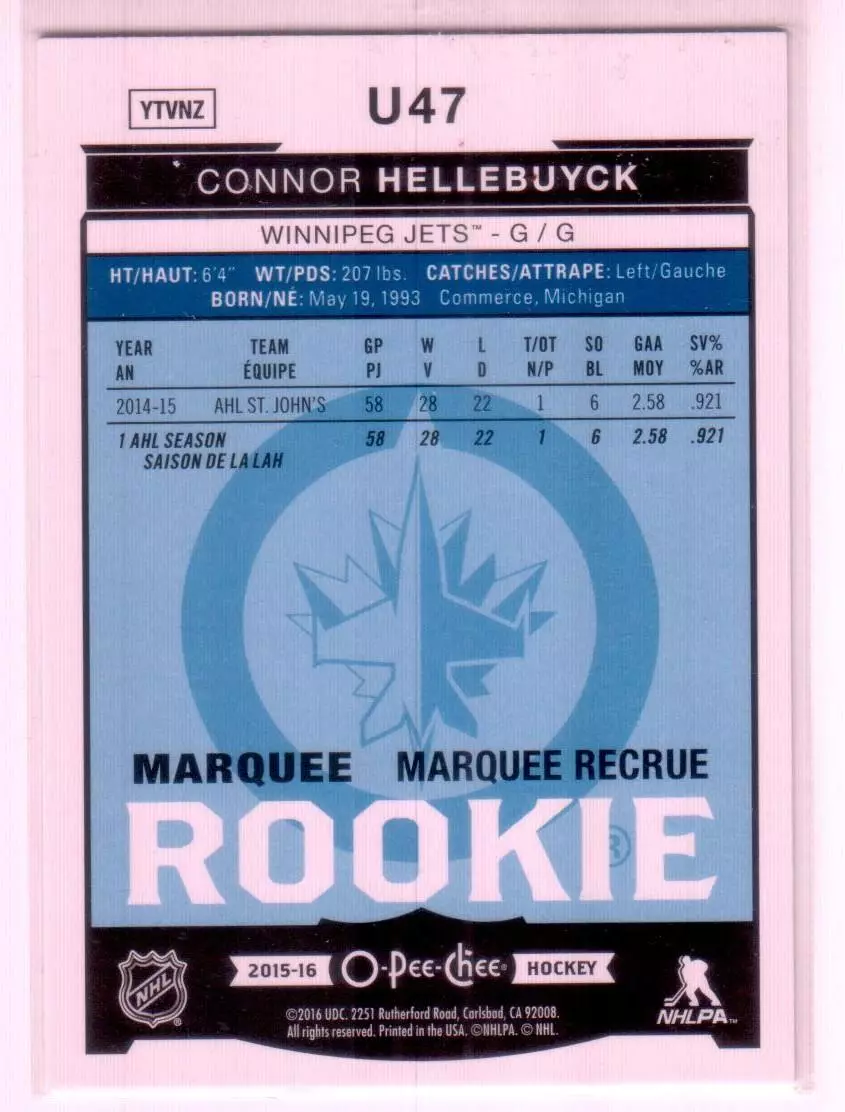 YTVNZ U47
CONNOR HELLEBUYCK
WINNIPEG JETS™ - G / G
HT/HAUT: 6'4" WT/PDS: 207 lbs. CATCHES/ATTRAPE: Left/Gauche
BORN/NÉ: May 19, 1993 Commerce, Michigan
YEAR TEAM GP W L T/OT SO GAA SV%
AN ÉQUIPE PJ V D N/P BL MOY %AR
2014-15 AHL ST. JOHN'S 58 28 22 1 6 2.58 .921
1 AHL SEASON 58 28 22 1 6 2.58 .921
SAISON DE LA LAH
MARQUEE MARQUEE RECRUE
ROOKIE
®
NHL ® 2015-16 O-Pee-Chee® HOCKEY NHLPA™
©2016 UDC. 2251 Rutherford Road, Carlsbad, CA 92008.
All rights reserved. Printed in the USA. ©NHLPA. © NHL.